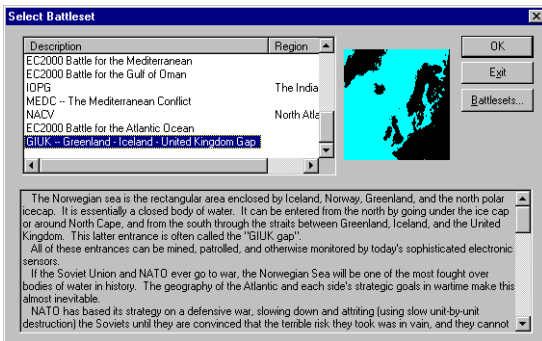 Select Battleset
Description Region
EC2000 Battle for the Mediterranean
EC2000 Battle for the Gulf of Oman
IOPG The India
MEDC -- The Mediterranean Conflict
NACV North Atla
EC2000 Battle for the Atlantic Ocean
GIUK -- Greenland - Iceland - United Kingdom Gap
OK
Exit
Battlesets...
The Norwegian sea is the rectangular area enclosed by Iceland, Norway, Greenland, and the north polar
icecap. It is essentially a closed body of water. It can be entered from the north by going under the ice cap
or around North Cape, and from the south through the straits between Greenland, Iceland, and the United
Kingdom. This latter entrance is often called the "GIUK gap".
All of these entrances can be mined, patrolled, and otherwise monitored by today's sophisticated electronic
sensors.
If the Soviet Union and NATO ever go to war, the Norwegian Sea will be one of the most fought over
bodies of water in history. The geography of the Atlantic and each side's strategic goals in wartime make this
almost inevitable.
NATO has based its strategy on a defensive war, slowing down and attriting (using slow unit-by-unit
destruction) the Soviets until they are convinced that the terrible risk they took was in vain, and they cannot